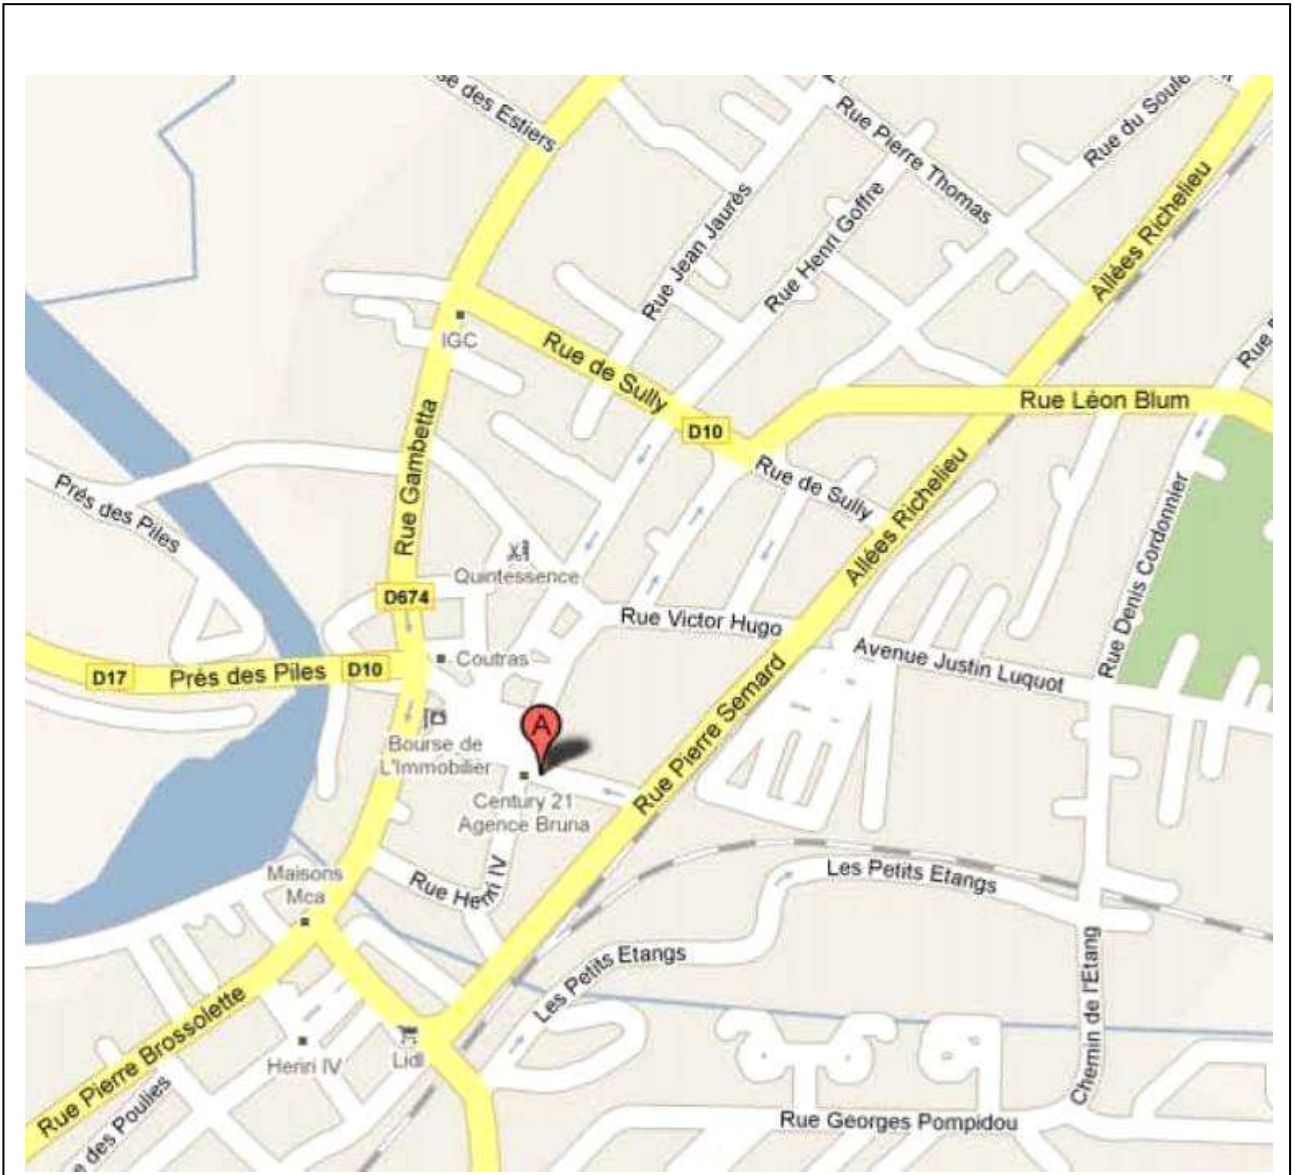 se des Estiers
Rue Pierre Thomas
Rue du Soule
Rue Jean Jaurès
Rue Henri Goffre
Allées Richelieu
IGC
Rue de Sully
Rue
Rue Léon Blum
D10
Rue Gambetta
Rue de Sully
Allées Richelieu
Prés des Piles
Rue Denis Cordonnier
Quintessence
D674
Rue Victor Hugo
Avenue Justin Luquot
Coutras
D17
Prés des Piles
D10
Rue Pierre Semard
A
Bourse de
L'Immobilier
Century 21
Agence Bruna
Maisons
Mca
Rue Henri IV
Les Petits Etangs
Les Petits Etangs
Chemin de l'Etang
Rue Pierre Brossolette
Henri IV
Lidl
e des Poulies
Rue Georges Pompidou